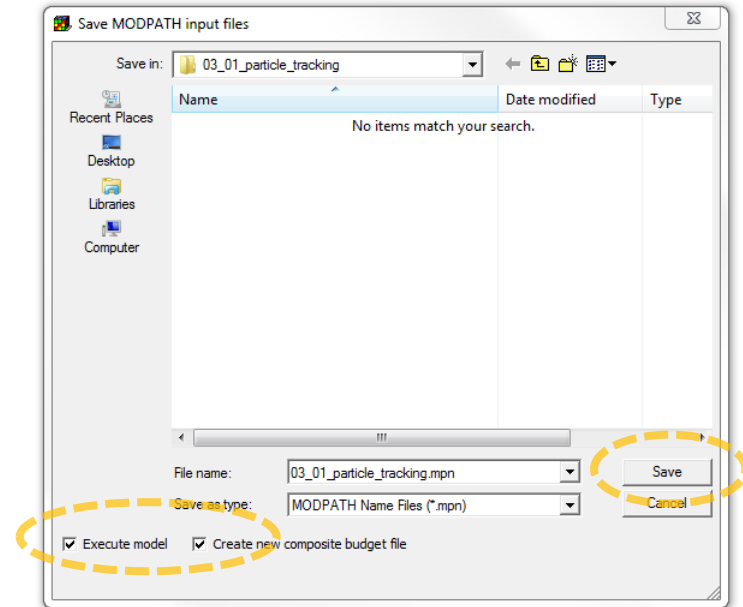 Save MODPATH input files
Save in: 03_01_particle_tracking
Recent Places
Desktop
Libraries
Computer
Name Date modified Type
No items match your search.
File name: 03_01_particle_tracking.mpn Save
Save as type: MODPATH Name Files (*.mpn) Cancel
Execute model Create new composite budget file